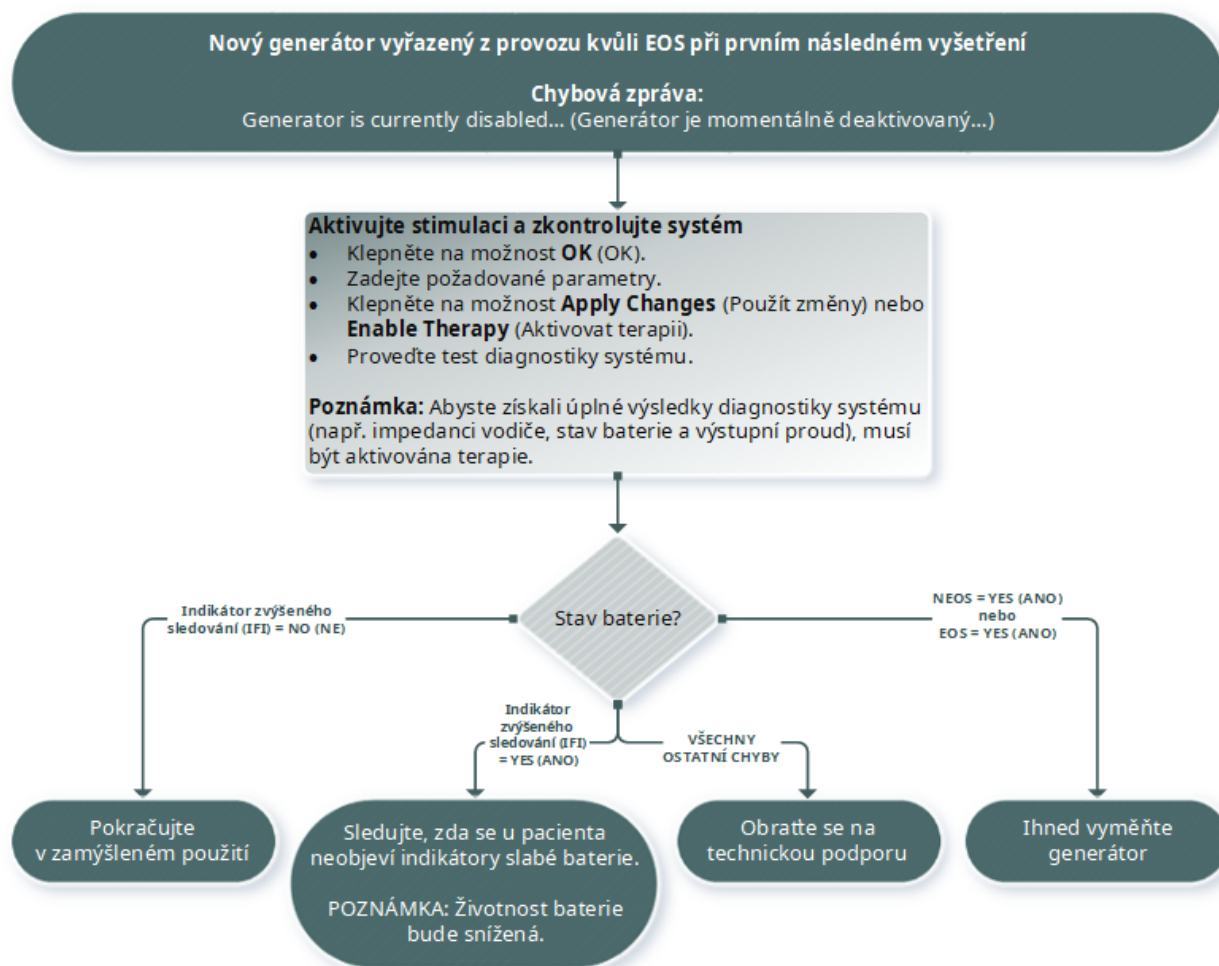 Nový generátor vyřazený z provozu kvůli EOS při prvním následném vyšetření
Chybová zpráva:
Generator is currently disabled... (Generátor je momentálně deaktivovaný...)
Aktivujte stimulaci a zkontrolujte systém
• Klepněte na možnost OK (OK).
• Zadejte požadované parametry.
• Klepněte na možnost Apply Changes (Použít změny) nebo
Enable Therapy (Aktivovat terapii).
• Proveďte test diagnostiky systému.
Poznámka: Abyste získali úplné výsledky diagnostiky systému
(např. impedanci vodiče, stav baterie a výstupní proud), musí
být aktivována terapie.
Stav baterie?
Indikátor zvýšeného
sledování (IFI) = NO (NE)
NEOS = YES (ANO)
nebo
EOS = YES (ANO)
Indikátor
zvýšeného
sledování (IFI)
= YES (ANO)
VŠECHNY
OSTATNÍ CHYBY
Pokračujte
v zamýšleném použití
Sledujte, zda se u pacienta
neobjeví indikátory slabé baterie.
POZNÁMKA: Životnost baterie
bude snížená.
Obraťte se na
technickou podporu
Ihned vyměňte
generátor